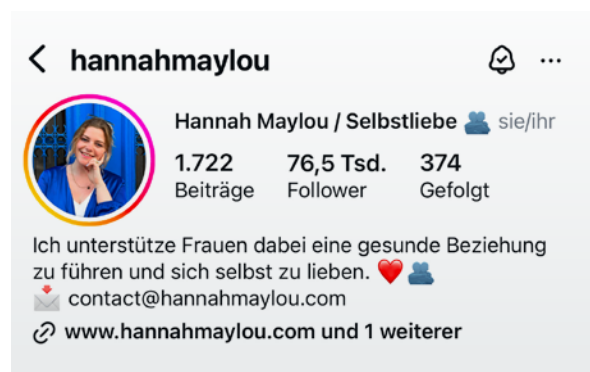 hannahmaylou
Hannah Maylou / Selbstliebe 🫂 sie/ihr
1.722 76,5 Tsd. 374
Beiträge Follower Gefolgt
Ich unterstütze Frauen dabei eine gesunde Beziehung
zu führen und sich selbst zu lieben. ❤️🫂
📩 contact@hannahmaylou.com
www.hannahmaylou.com und 1 weiterer